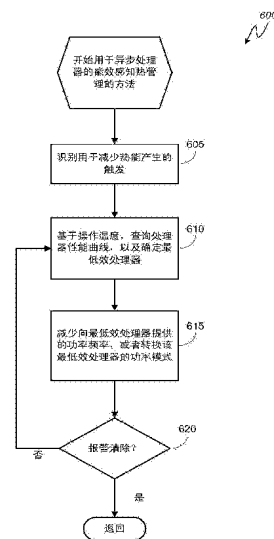 600
开始用于异步处理
器的能效感知热管
理的方法
605
识别用于减少热能产生的
触发
610
基于操作温度，查询处理
器性能曲线，以及确定最
低效处理器
615
减少向最低效处理器提供
的功率频率、或者转换该
最低效处理器的功率模式
620
报警清除？
否
是
返回